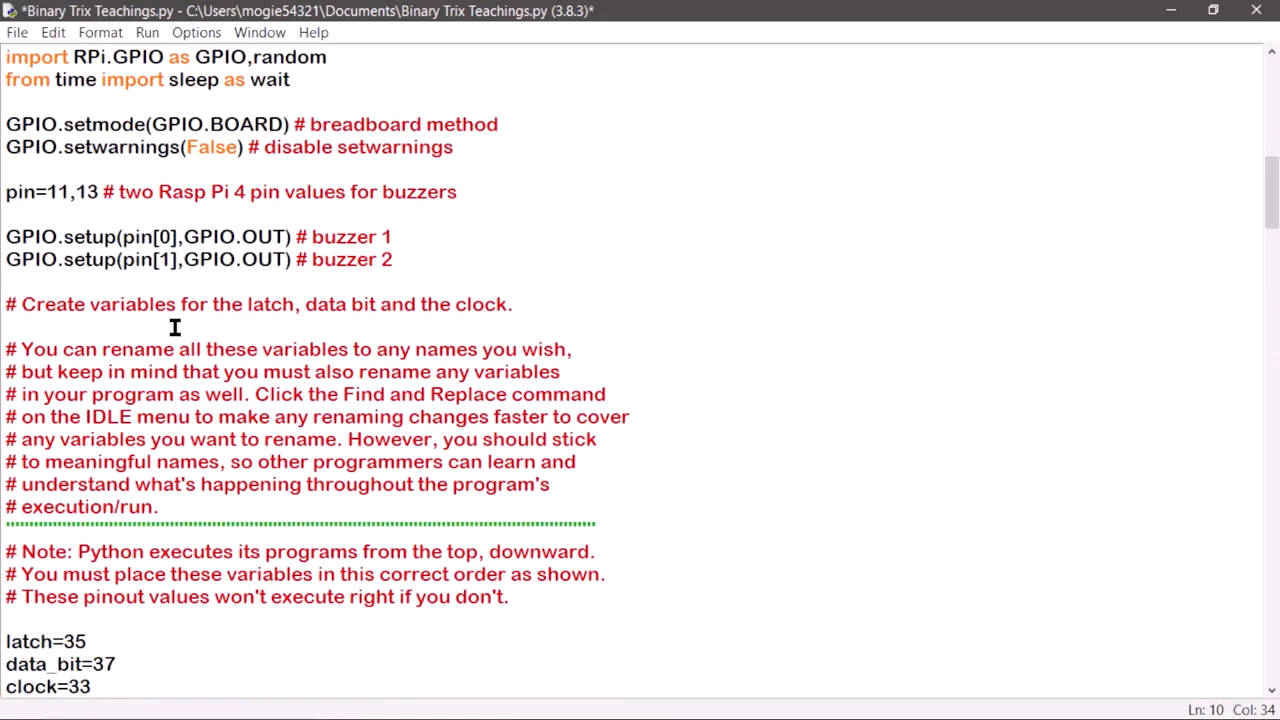 *Binary Trix Teachings.py - C:\Users\mogie54321\Documents\Binary Trix Teachings.py (3.8.3)*
File Edit Format Run Options Window Help
import RPi.GPIO as GPIO,random
from time import sleep as wait
GPIO.setmode(GPIO.BOARD) # breadboard method
GPIO.setwarnings(False) # disable setwarnings
pin=11,13 # two Rasp Pi 4 pin values for buzzers
GPIO.setup(pin[0],GPIO.OUT) # buzzer 1
GPIO.setup(pin[1],GPIO.OUT) # buzzer 2
# Create variables for the latch, data bit and the clock.
# You can rename all these variables to any names you wish,
# but keep in mind that you must also rename any variables
# in your program as well. Click the Find and Replace command
# on the IDLE menu to make any renaming changes faster to cover
# any variables you want to rename. However, you should stick
# to meaningful names, so other programmers can learn and
# understand what's happening throughout the program's
# execution/run.
# Note: Python executes its programs from the top, downward.
# You must place these variables in this correct order as shown.
# These pinout values won't execute right if you don't.
latch=35
data_bit=37
clock=33
Ln: 10 Col: 34